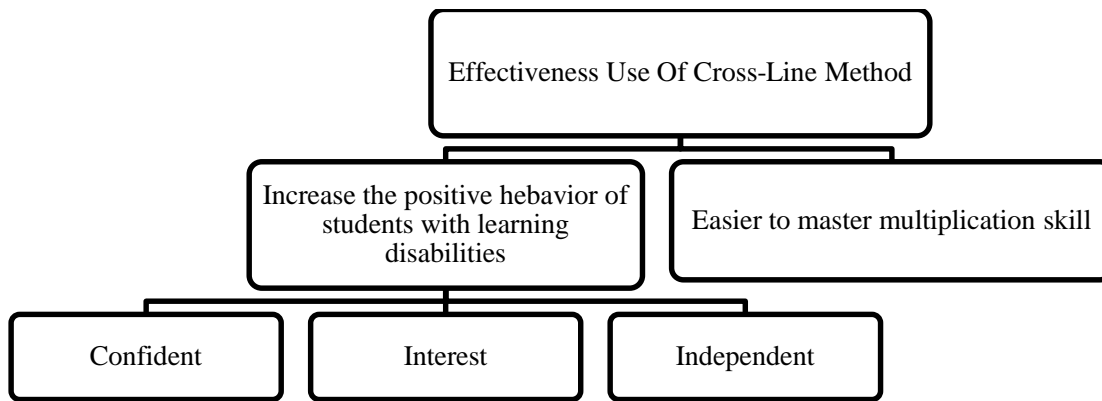 Effectiveness Use Of Cross-Line Method
Increase the positive hebavior of
students with learning
disabilities
Easier to master multiplication skill
Confident
Interest
Independent